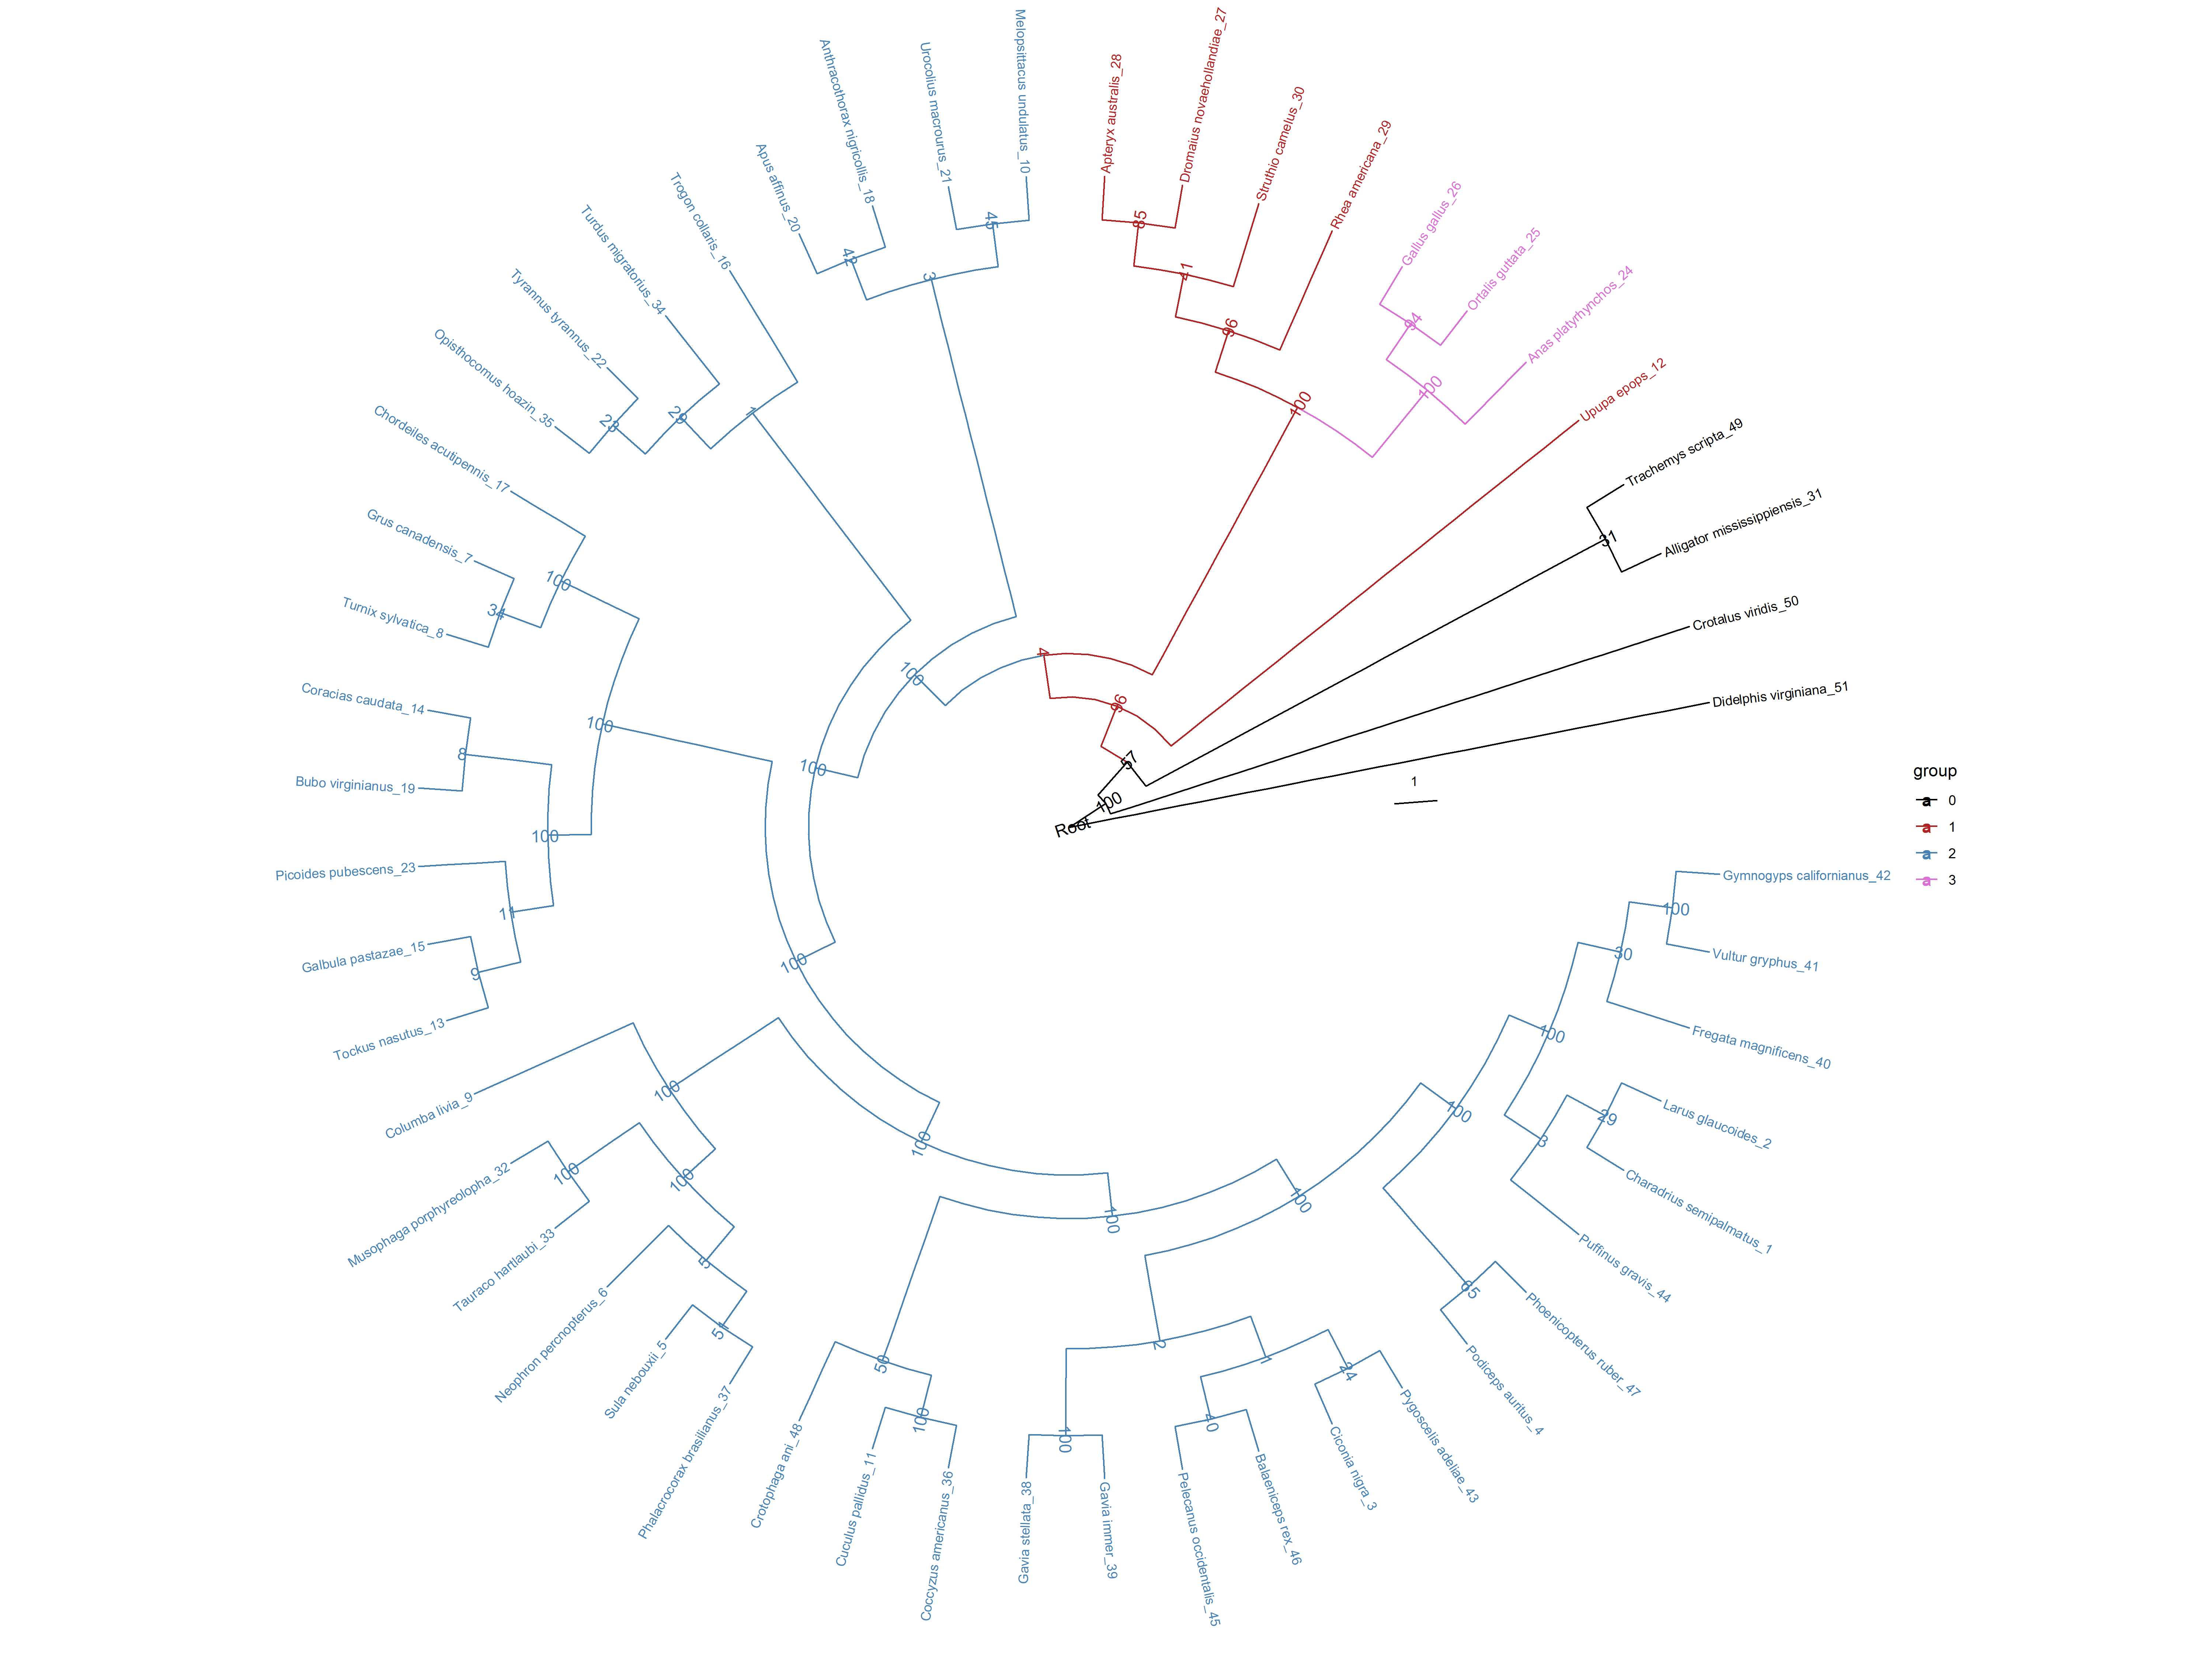 Melopsittacus undulatus_10
Urocolius macrourus_21
Anthracothorax nigricollis_18
Apus affinus_20
Trogon collaris_16
Turdus migratorius_34
Tyrannus tyrannus_22
Opisthocomus hoazin_35
Chordeiles acutipennis_17
Grus canadensis_7
Turnix sylvatica_8
Coracias caudata_14
Bubo virginianus_19
Picoides pubescens_23
Galbula pastazae_15
Tockus nasutus_13
Columba livia_9
Musophaga porphyreolopha_32
Tauraco hartlaubi_33
Neophron percnopterus_6
Sula nebouxii_5
Phalacrocorax brasilianus_37
Crotophaga ani_48
Cuculus pallidus_11
Coccyzus americanus_36
Gavia stellata_38
Gavia immer_39
Pelecanus occidentalis_45
Balaeniceps rex_46
Ciconia nigra_3
Pygoscelis adeliae_43
Podiceps auritus_4
Phoenicopterus ruber_47
Puffinus gravis_44
Charadrius semipalmatus_1
Larus glaucoides_2
Fregata magnificens_40
Vultur gryphus_41
Gymnogyps californianus_42
Didelphis virginiana_51
Crotalus viridis_50
Alligator mississippiensis_31
Trachemys scripta_49
Upupa epops_12
Anas platyrhynchos_24
Ortalis guttata_25
Gallus gallus_26
Rhea americana_29
Struthio camelus_30
Dromaius novaehollandiae_27
Apteryx australis_28
45
42
3
1
29
23
100
34
100
8
100
11
9
100
100
100
100
100
100
5
51
100
50
100
100
100
2
100
1
40
24
100
65
100
3
29
30
100
85
41
96
100
94
100
4
96
57
31
100
Root
1
group
a 0
a 1
a 2
a 3